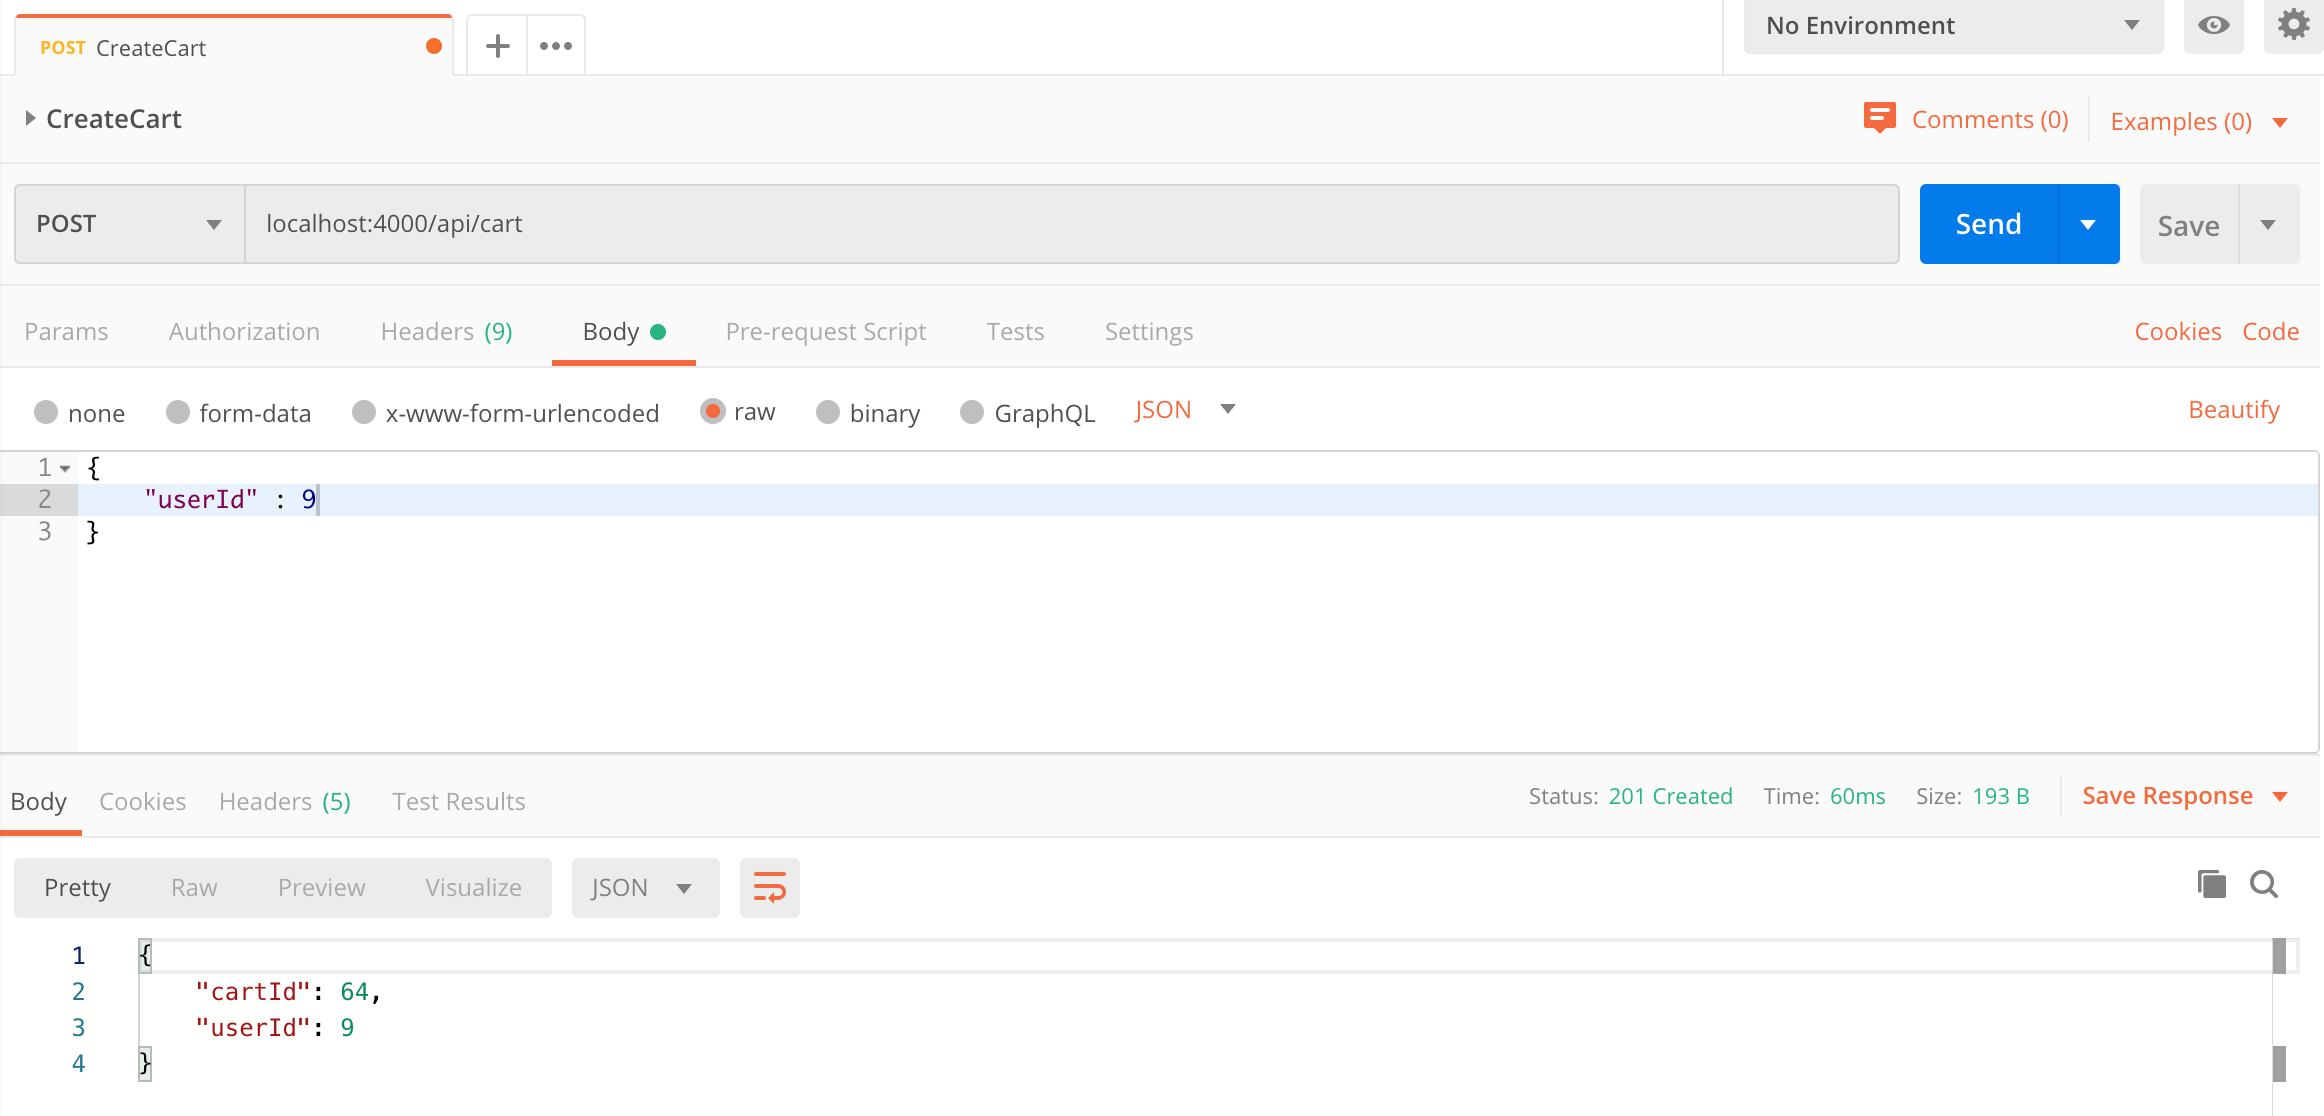 POST CreateCart
No Environment
CreateCart
Comments (0) Examples (0)
POST localhost:4000/api/cart Send Save
Params Authorization Headers (9) Body Pre-request Script Tests Settings Cookies Code
none form-data x-www-form-urlencoded raw binary GraphQL JSON Beautify
1 {
2 "userId" : 9
3 }
Body Cookies Headers (5) Test Results Status: 201 Created Time: 60ms Size: 193 B Save Response
Pretty Raw Preview Visualize JSON
1 {
2 "cartId": 64,
3 "userId": 9
4 }